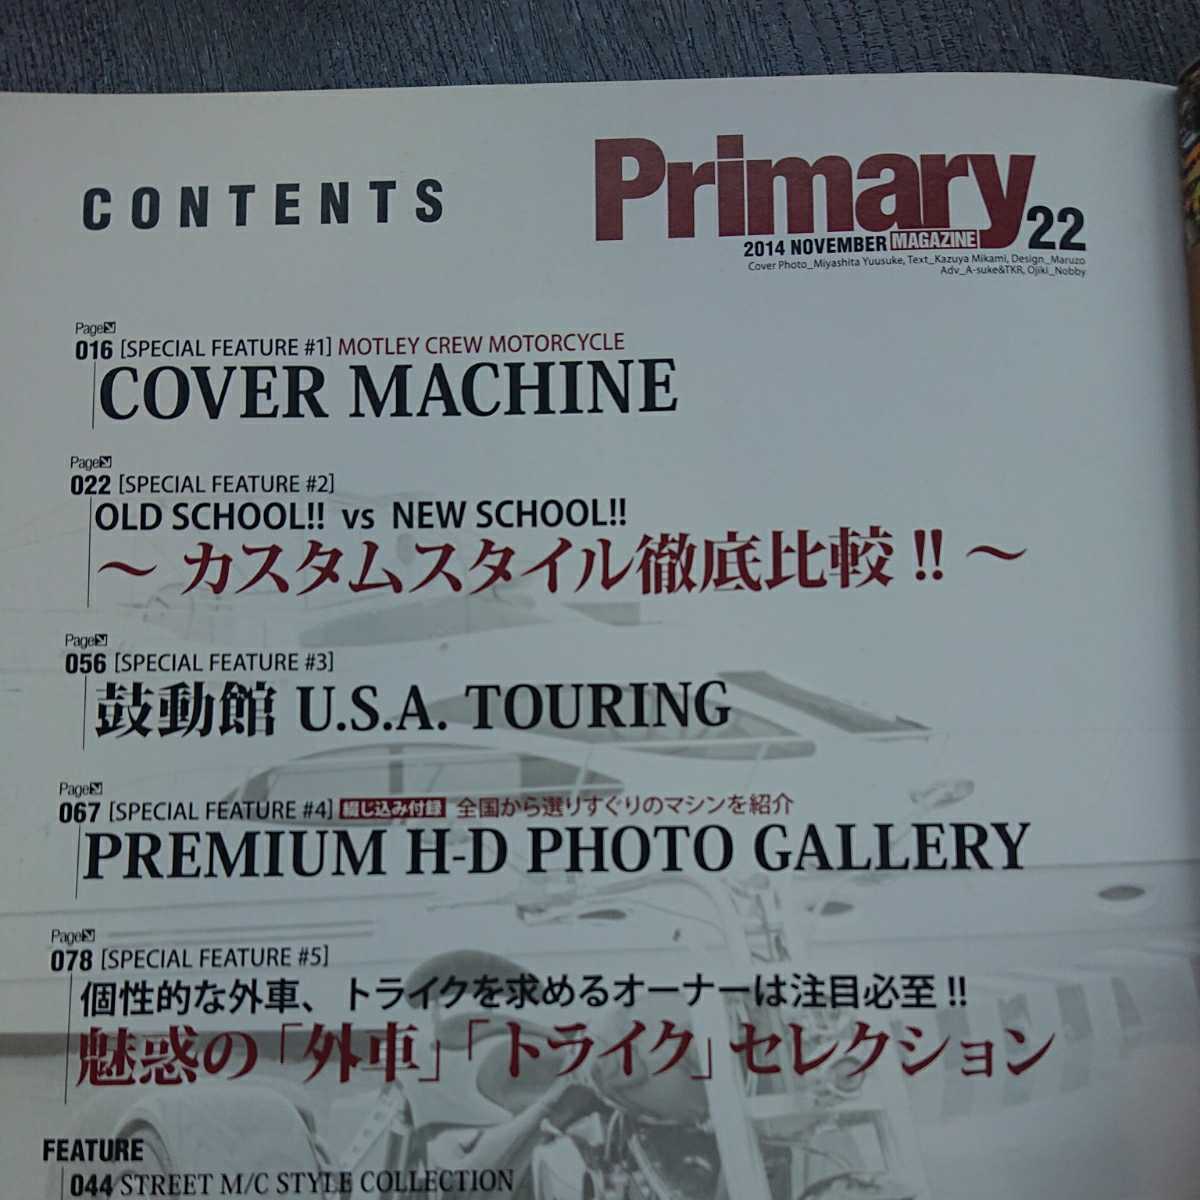 CONTENTS
Primary
2014 NOVEMBER MAGAZINE 22
Cover Photo_Miyashita Yuusuke, Text_Kazuya Mikami, Design_Maruzo
Adv_A-suke&TKR, Ojiki_Nobby
Page
016 [SPECIAL FEATURE #1] MOTLEY CREW MOTORCYCLE
COVER MACHINE
Page
022 [SPECIAL FEATURE #2]
OLD SCHOOL!! vs NEW SCHOOL!!
～ カスタムスタイル徹底比較 !! ～
Page
056 [SPECIAL FEATURE #3]
鼓動館 U.S.A. TOURING
Page
067 [SPECIAL FEATURE #4] 綴じ込み付録 全国から選りすぐりのマシンを紹介
PREMIUM H-D PHOTO GALLERY
Page
078 [SPECIAL FEATURE #5]
個性的な外車、トライクを求めるオーナーは注目必至 !!
魅惑の「外車」「トライク」セレクション
FEATURE
044 STREET M/C STYLE COLLECTION